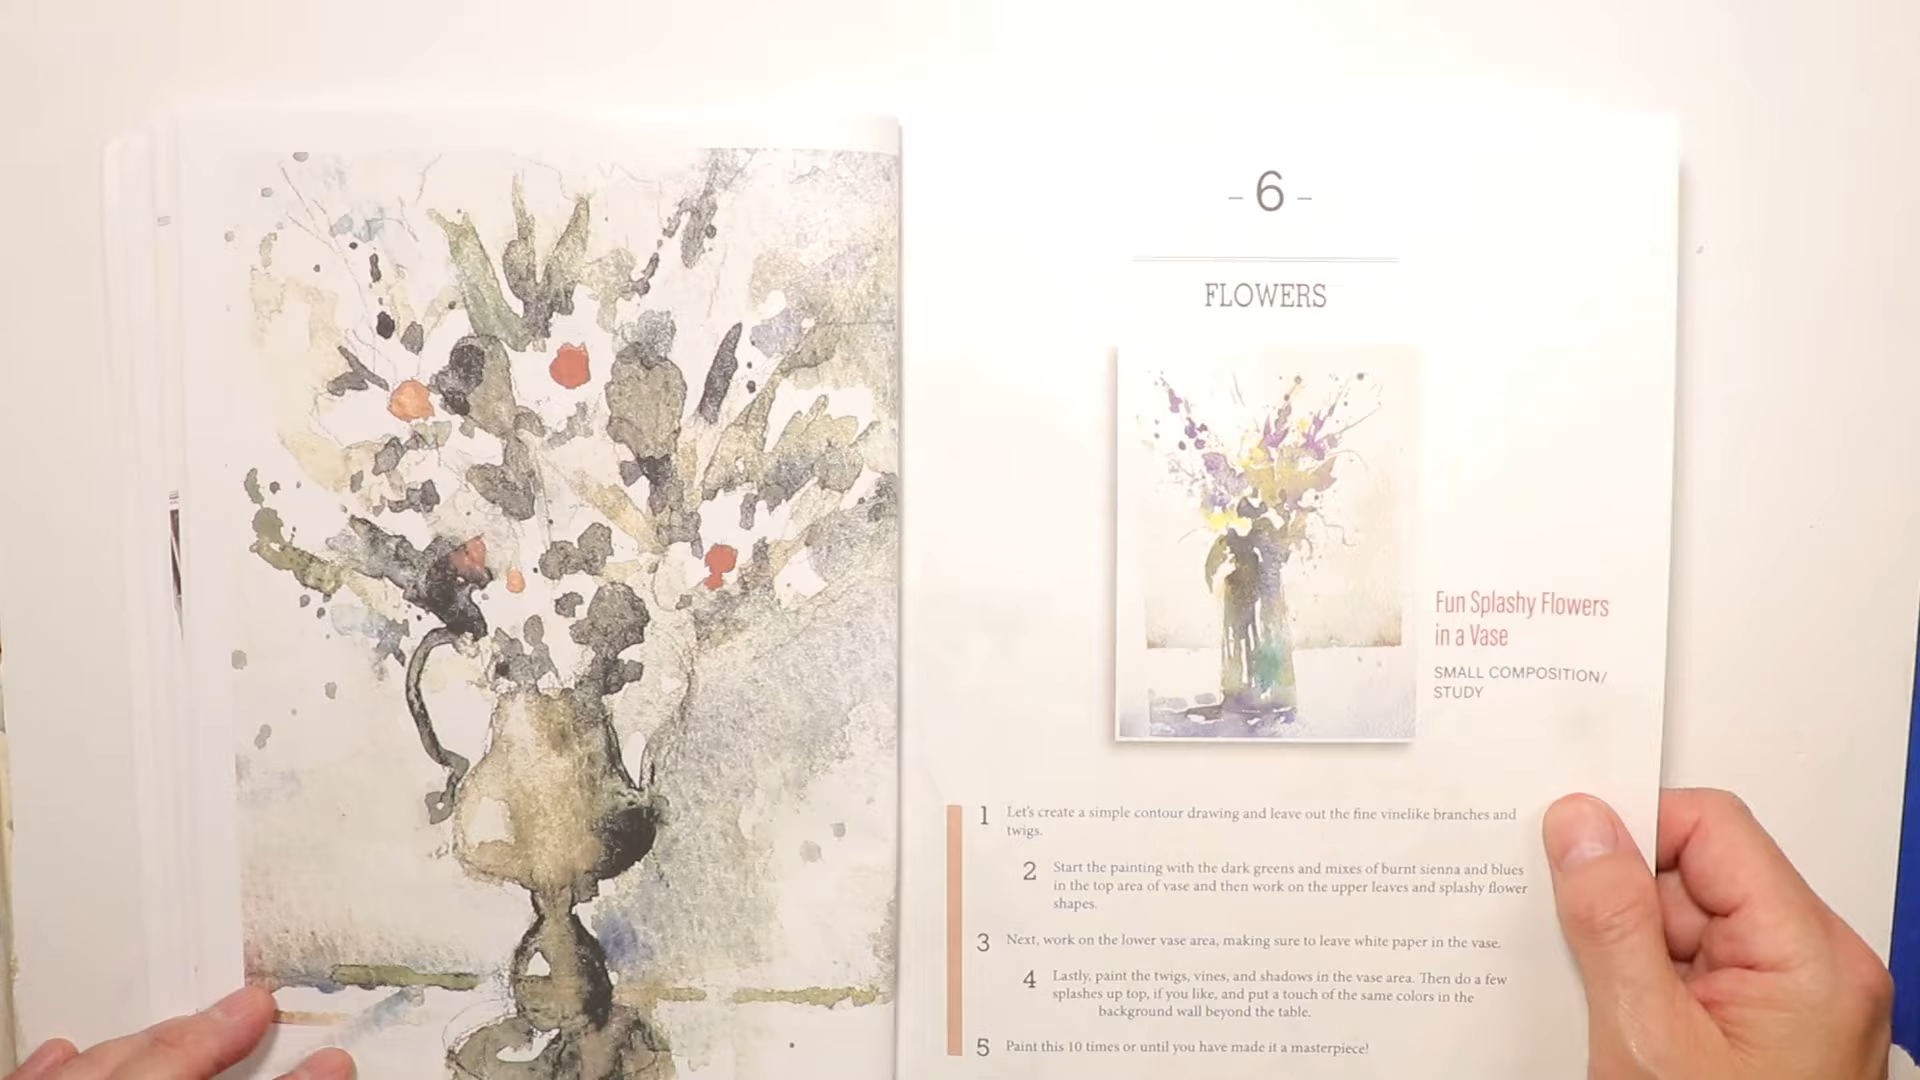 - 6 -
FLOWERS
Fun Splashy Flowers
in a Vase
SMALL COMPOSITION/
STUDY
1 Let's create a simple contour drawing and leave out the fine vinelike branches and
twigs.
2 Start the painting with the dark greens and mixes of burnt sienna and blues
in the top area of vase and then work on the upper leaves and splashy flower
shapes.
3 Next, work on the lower vase area, making sure to leave white paper in the vase.
4 Lastly, paint the twigs, vines, and shadows in the vase area. Then do a few
splashes up top, if you like, and put a touch of the same colors in the
background wall beyond the table.
5 Paint this 10 times or until you have made it a masterpiece!